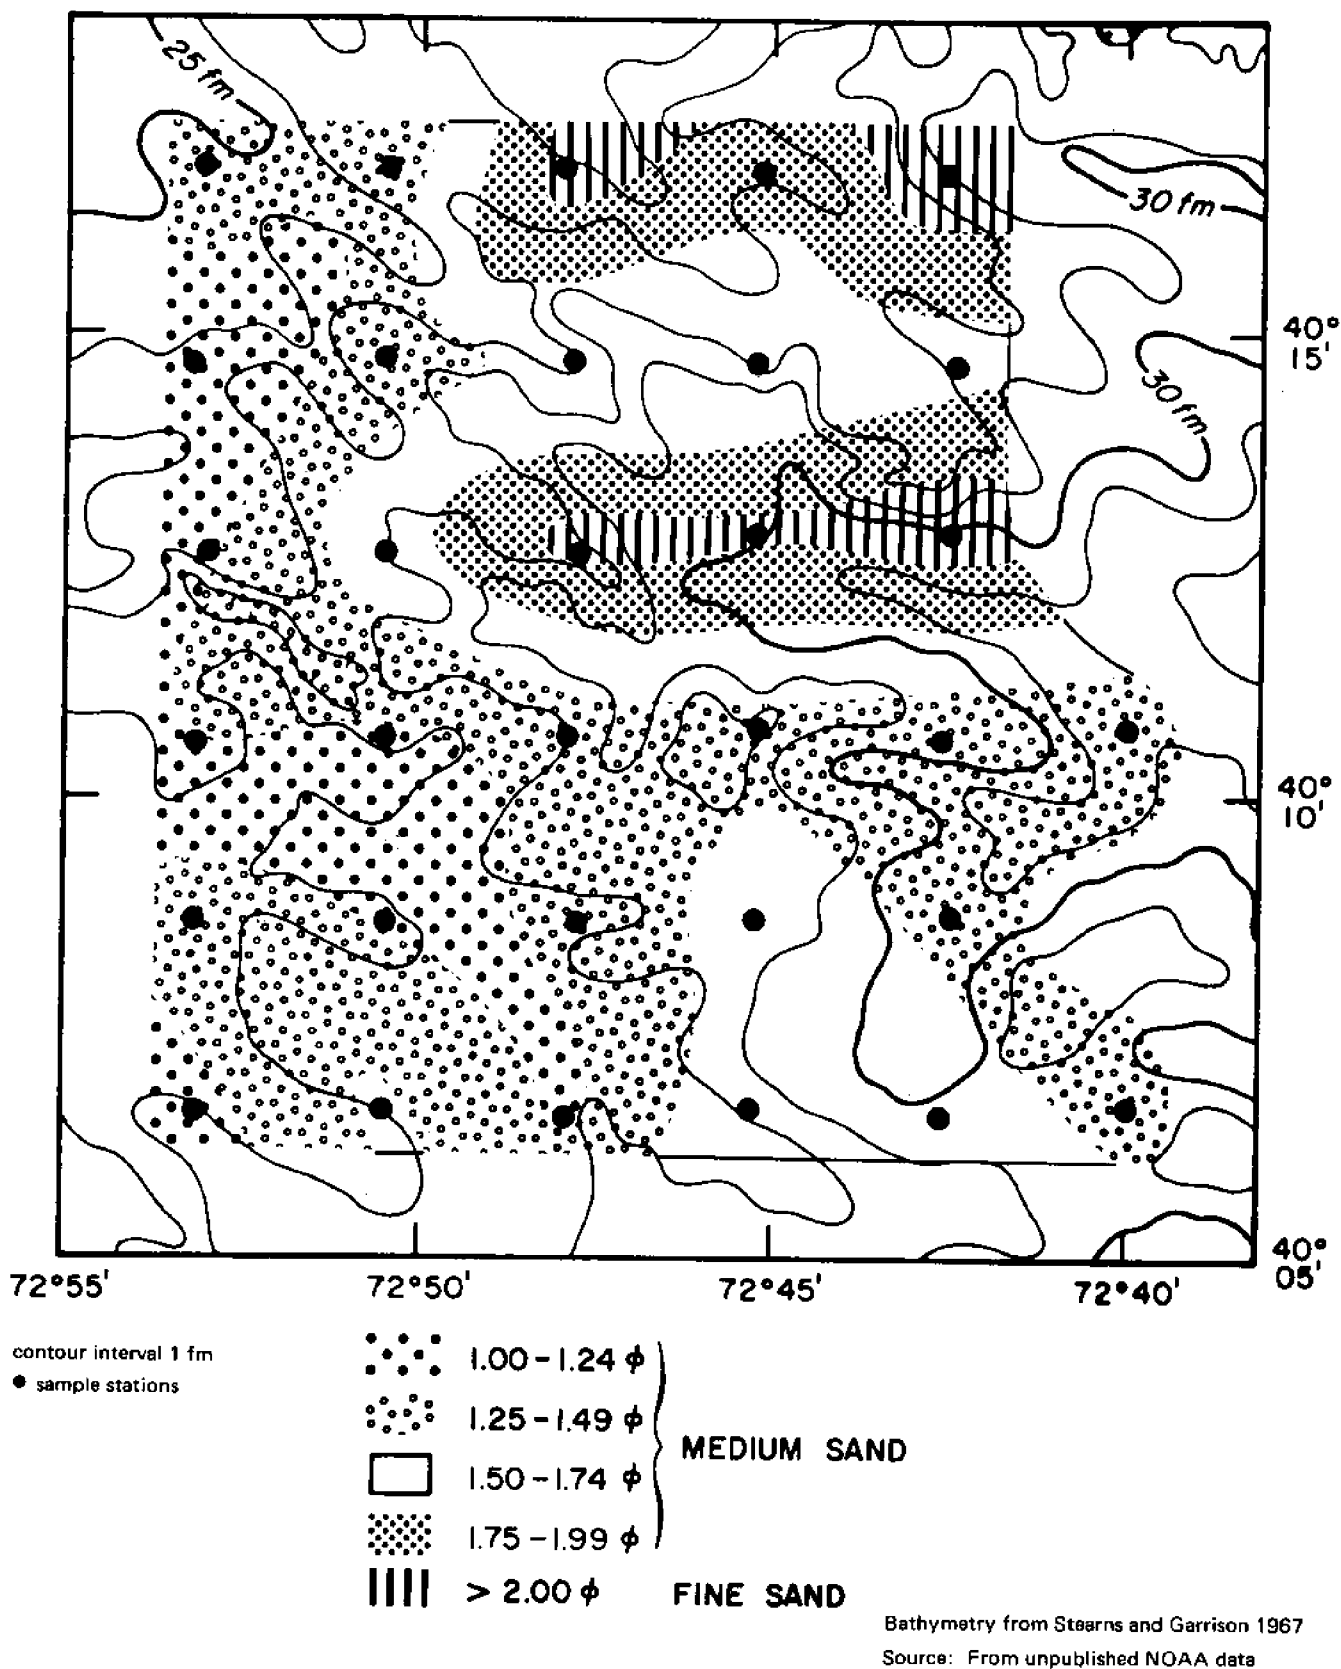 25 fm
30 fm
40°
15'
30 fm
40°
10'
40°
05'
72°55'
72°50'
72°45'
72°40'
contour interval 1 fm
sample stations
1.00 – 1.24 ϕ
1.25 – 1.49 ϕ
MEDIUM SAND
1.50 – 1.74 ϕ
1.75 – 1.99 ϕ
> 2.00 ϕ FINE SAND
Bathymetry from Stearns and Garrison 1967
Source: From unpublished NOAA data